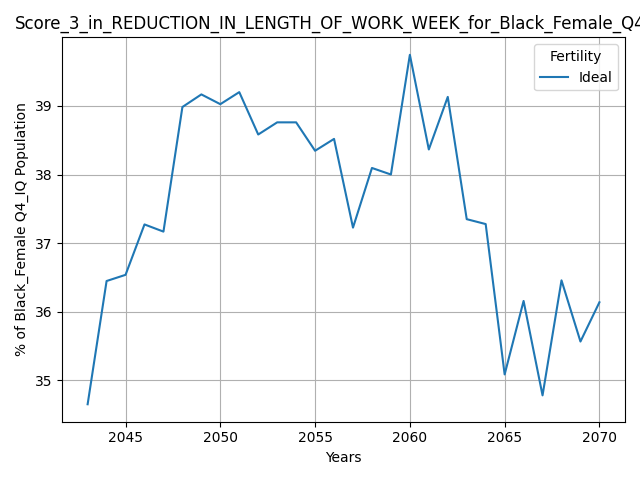 Score_3_in_REDUCTION_IN_LENGTH_OF_WORK_WEEK_for_Black_Female_Q4
Fertility
Ideal
% of Black_Female Q4_IQ Population
39
38
37
36
35
2045 2050 2055 2060 2065 2070
Years